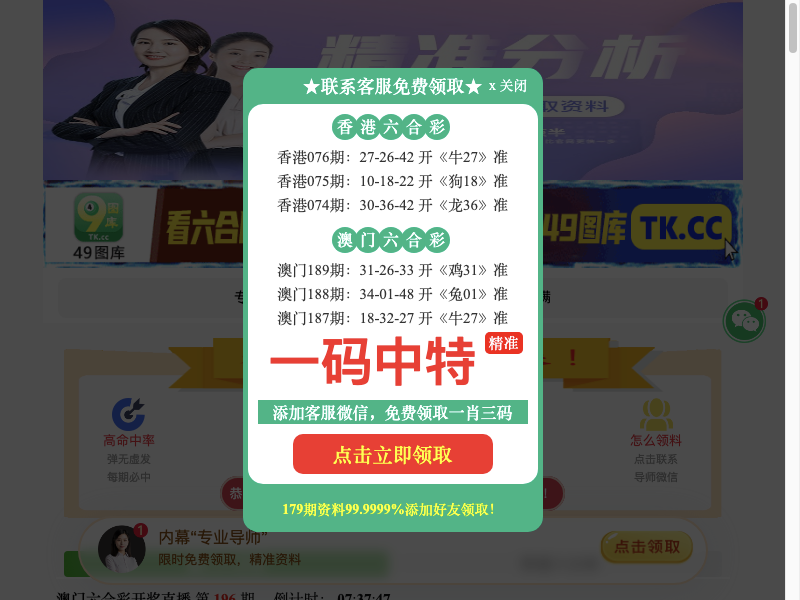 精准分析
取资料
★联系客服免费领取★ x 关闭
香港六合彩
香港076期：27-26-42 开《牛27》准
香港075期：10-18-22 开《狗18》准
香港074期：30-36-42 开《龙36》准
澳门六合彩
澳门189期：31-26-33 开《鸡31》准
澳门188期：34-01-48 开《兔01》准
澳门187期：18-32-27 开《牛27》准
一码中特 精准
添加客服微信，免费领取一肖三码
点击立即领取
179期资料99.9999%添加好友领取！
图库
TK.CC
49图库
看六合
49图库 TK.CC
1
高命中率
弹无虚发
每期必中
怎么领料
点击联系
导师微信
恭
1
内幕"专业导师"
限时免费领取，精准资料
点击领取
澳门六合彩开奖直播 第 196 期 倒计时： 07:37:47